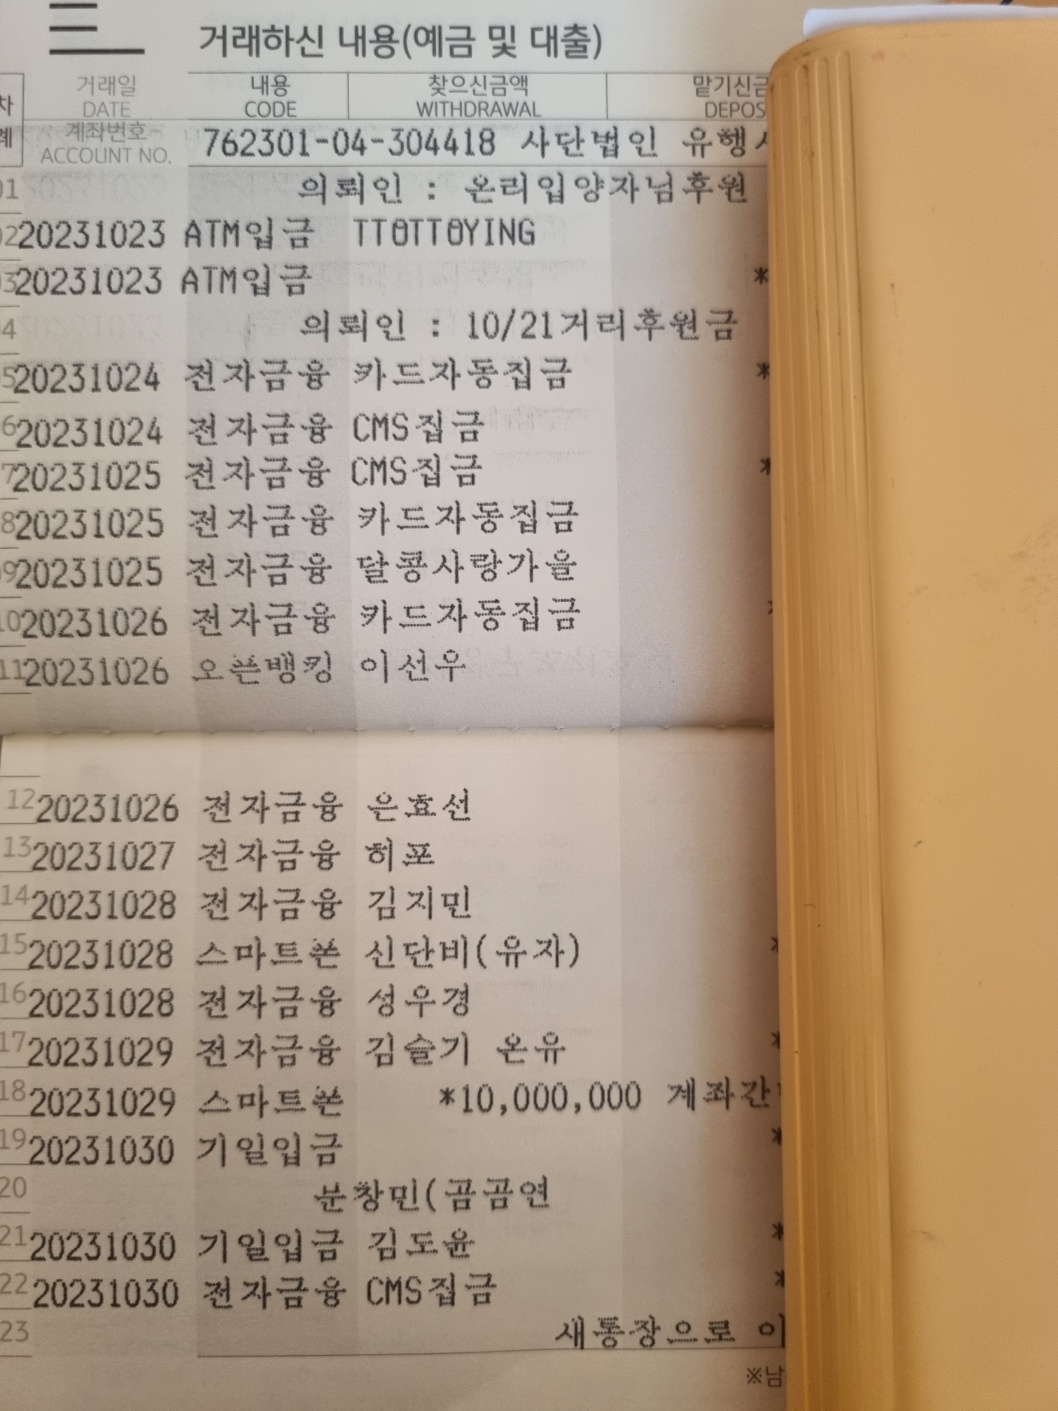 거래하신 내용(예금 및 대출)
거래일 내용 찾으신금액 맡기신금
DATE CODE WITHDRAWAL DEPOS
계좌번호
ACCOUNT NO. 762301-04-304418 사단법인 유행사
01 의뢰인 : 온리입양자님후원
02 20231023 ATM입금 TT0TT0YING
03 20231023 ATM입금 *
04 의뢰인 : 10/21거리후원금
05 20231024 전자금융 카드자동집금 *
06 20231024 전자금융 CMS집금
07 20231025 전자금융 CMS집금 *
08 20231025 전자금융 카드자동집금
09 20231025 전자금융 달콩사랑가을
10 20231026 전자금융 카드자동집금
11 20231026 오픈뱅킹 이선우
12 20231026 전자금융 은효선
13 20231027 전자금융 히포
14 20231028 전자금융 김지민
15 20231028 스마트폰 신단비(유자) *
16 20231028 전자금융 성우경
17 20231029 전자금융 김슬기 온유 *
18 20231029 스마트폰 *10,000,000 계좌간
19 20231030 기일입금 *
20 분창민(곰곰연
21 20231030 기일입금 김도윤 *
22 20231030 전자금융 CMS집금 *
23 새통장으로 이
※남